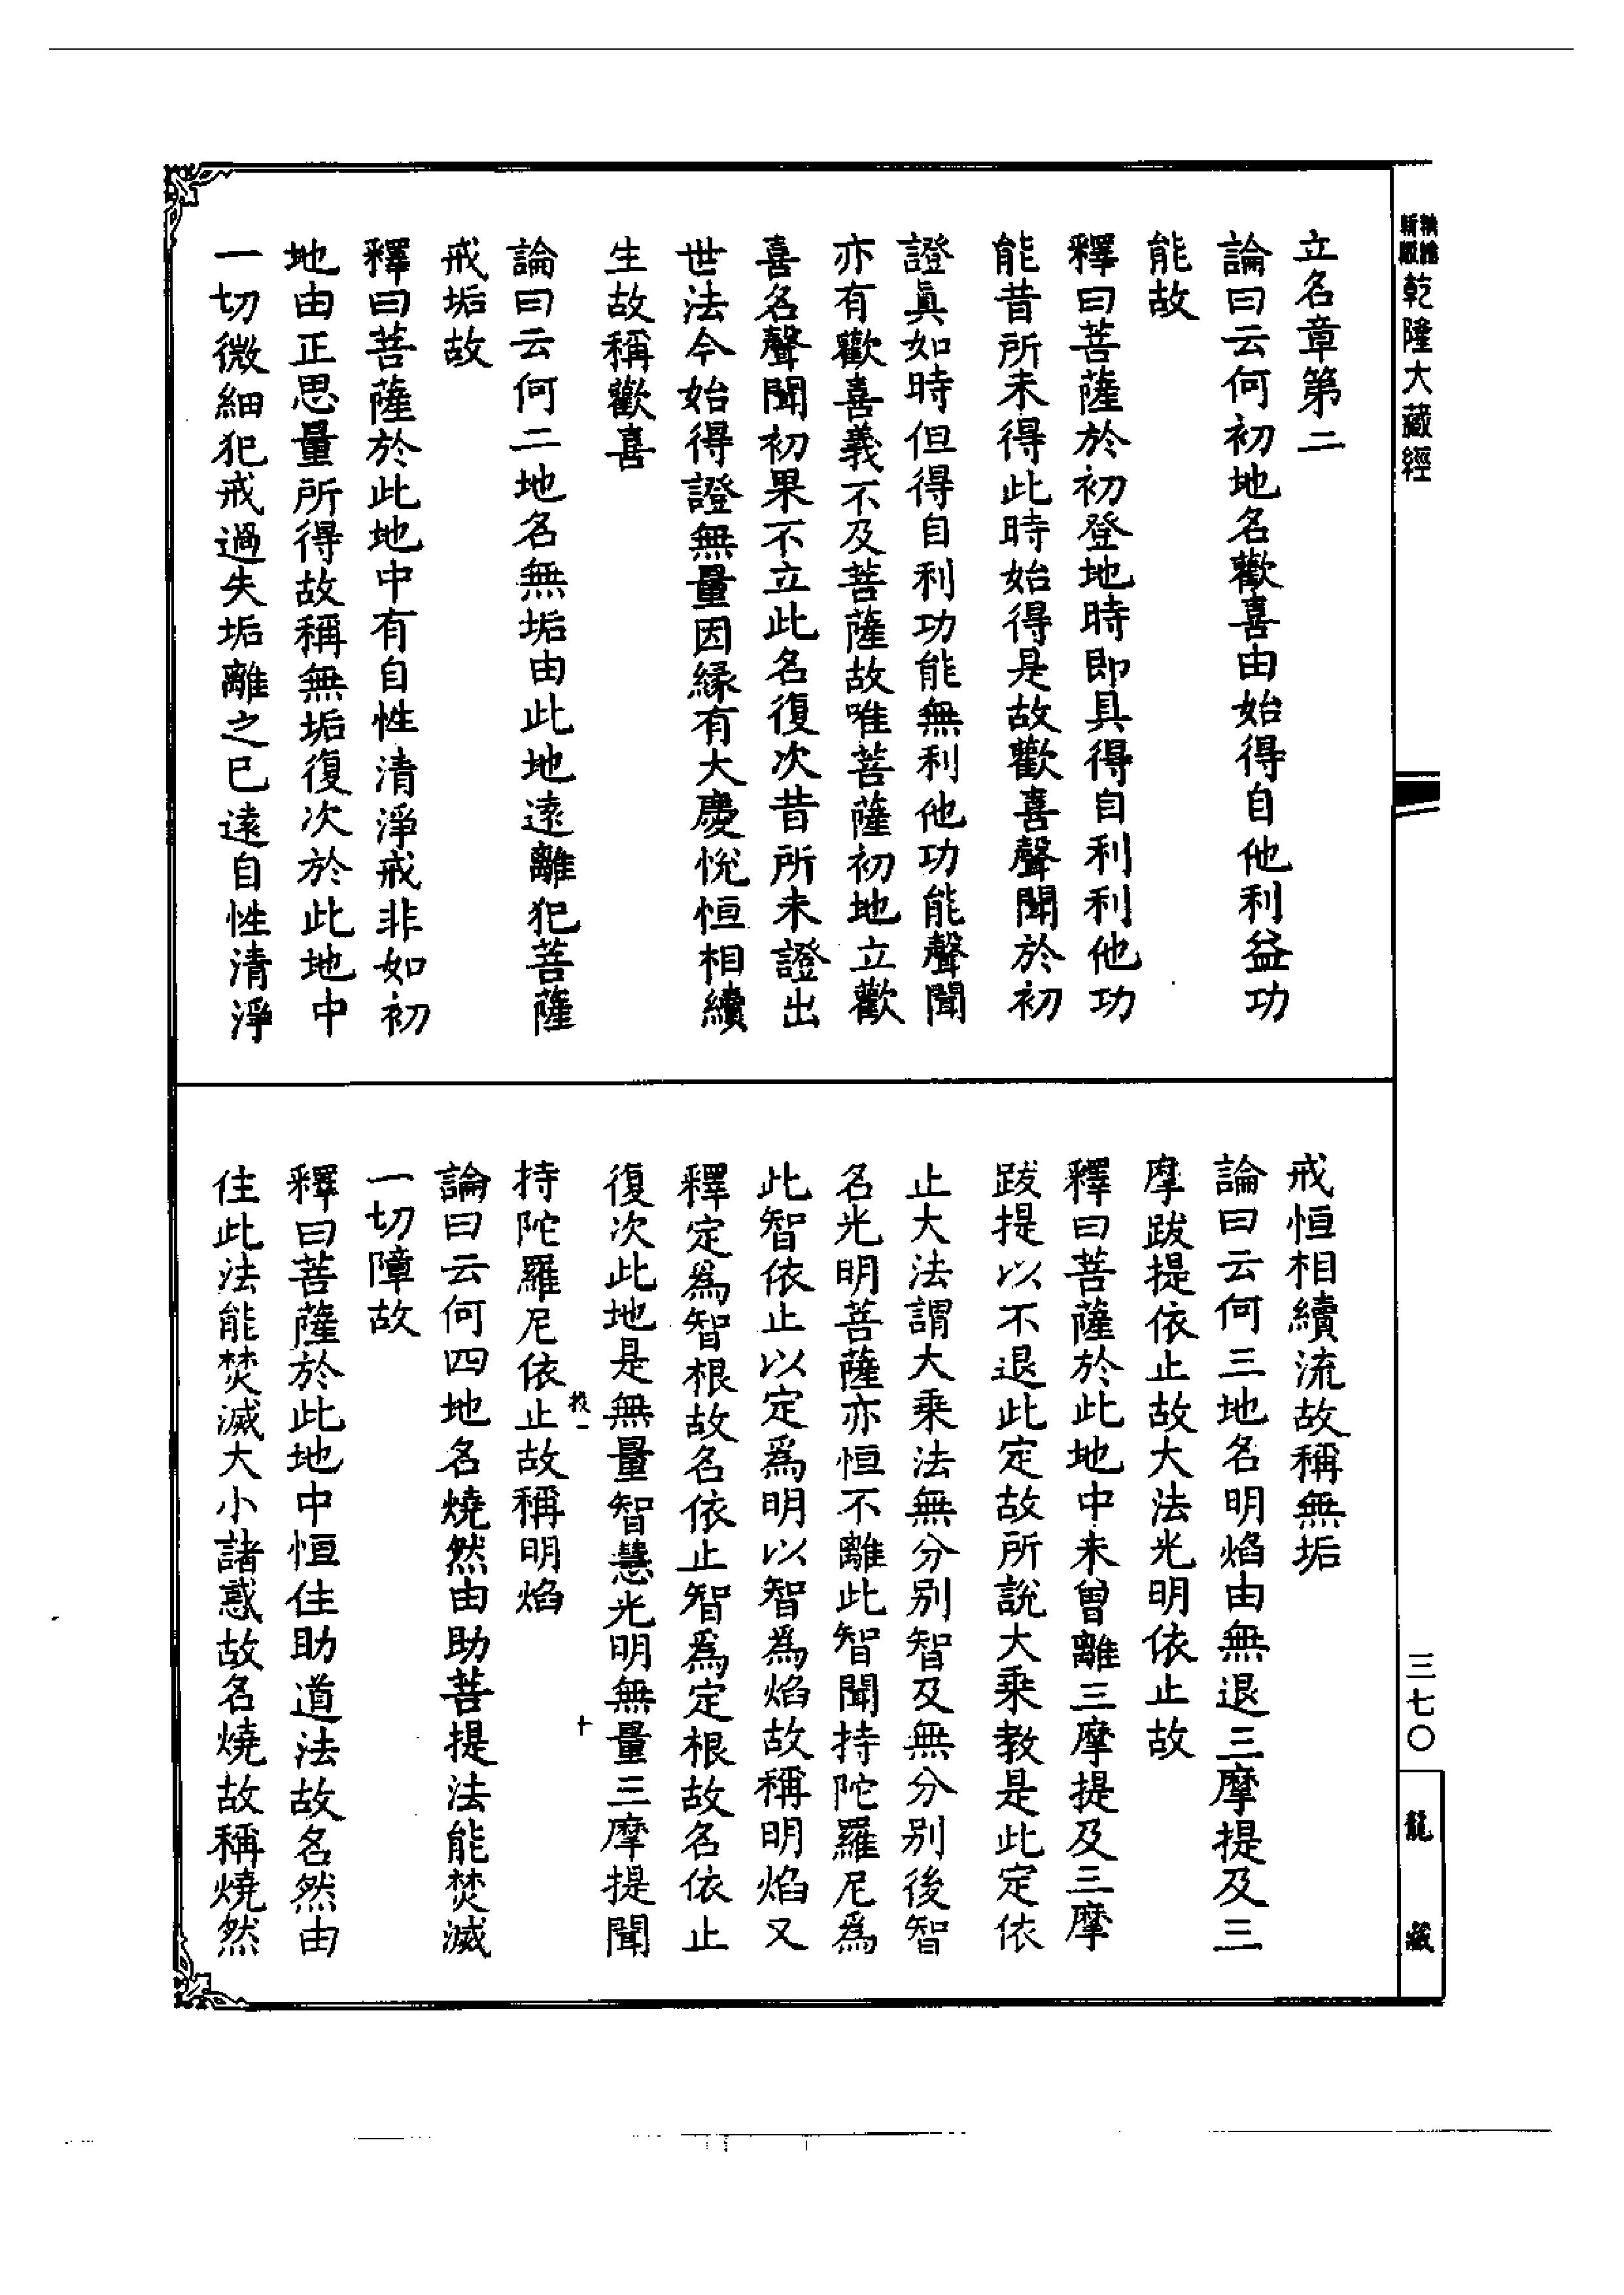 新版
乾隆大藏經
立名章第二
論曰云何初地名歡喜由始得自他利益功
能故
釋曰菩薩於初登地時即具得自利利他功
能昔所未得此時始得是故歡喜聲聞於初
證眞如時但得自利功能無利他功能聲聞
亦有歡喜義不及菩薩故唯菩薩初地立歡
喜名聲聞初果不立此名復次昔所未證出
世法今始得證無量因緣有大慶悅恒相續
生故稱歡喜
論曰云何二地名無垢由此地遠離犯菩薩
戒垢故
釋曰菩薩於此地中有自性清淨戒非如初
地由正思量所得故稱無垢復次於此地中
一切微細犯戒過失垢離之已遠自性清淨
戒恒相續流故稱無垢
論曰云何三地名明焰由無退三摩提及三
摩跋提依止故大法光明依止故
釋曰菩薩於此地中未曾離三摩提及三摩
跋提以不退此定故所說大乘教是此定依
止大法謂大乘法無分別智及無分別後智
名光明菩薩亦恒不離此智聞持陀羅尼爲
此智依止以定爲明以智爲焰故稱明焰又
釋定爲智根故名依止智爲定根故名依止
復次此地是無量智慧光明無量三摩提聞
十
持陀羅尼依止故稱明焰
論曰云何四地名燒然由助菩提法能焚滅
一切障故
釋曰菩薩於此地中恒住助道法故名然由
住此法能焚滅大小諸惑故名燒故稱燒然
三七〇
龍藏